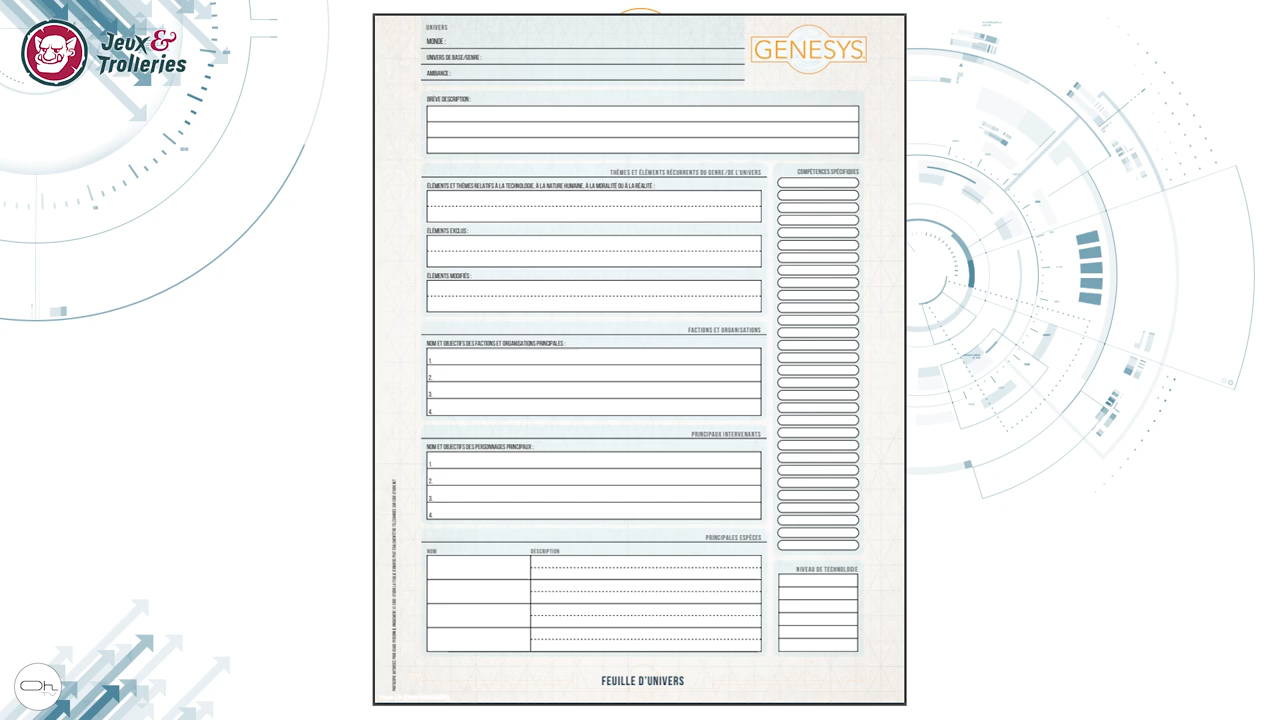 Jeux &
Trolleries
UNIVERS
MONDE :
UNIVERS DE BASE/GENRE :
AMBIANCE :
GENESYS
BRÈVE DESCRIPTION :
THÈMES ET ÉLÉMENTS RÉCURRENTS DU GENRE/DE L'UNIVERS
ÉLÉMENTS ET THÈMES RELATIFS À LA TECHNOLOGIE, À LA NATURE HUMAINE, À LA MORALITÉ OU À LA RÉALITÉ :
ÉLÉMENTS EXCLUS :
ÉLÉMENTS MODIFIÉS :
COMPÉTENCES SPÉCIFIQUES
FACTIONS ET ORGANISATIONS
NOM ET OBJECTIFS DES FACTIONS ET ORGANISATIONS PRINCIPALES :
1.
2.
3.
4.
PRINCIPAUX INTERVENANTS
NOM ET OBJECTIFS DES PERSONNAGES PRINCIPAUX :
1.
2.
3.
4.
PRINCIPALES ESPÈCES
NOM
DESCRIPTION
NIVEAU DE TECHNOLOGIE
FEUILLE D'UNIVERS
Oh
TV